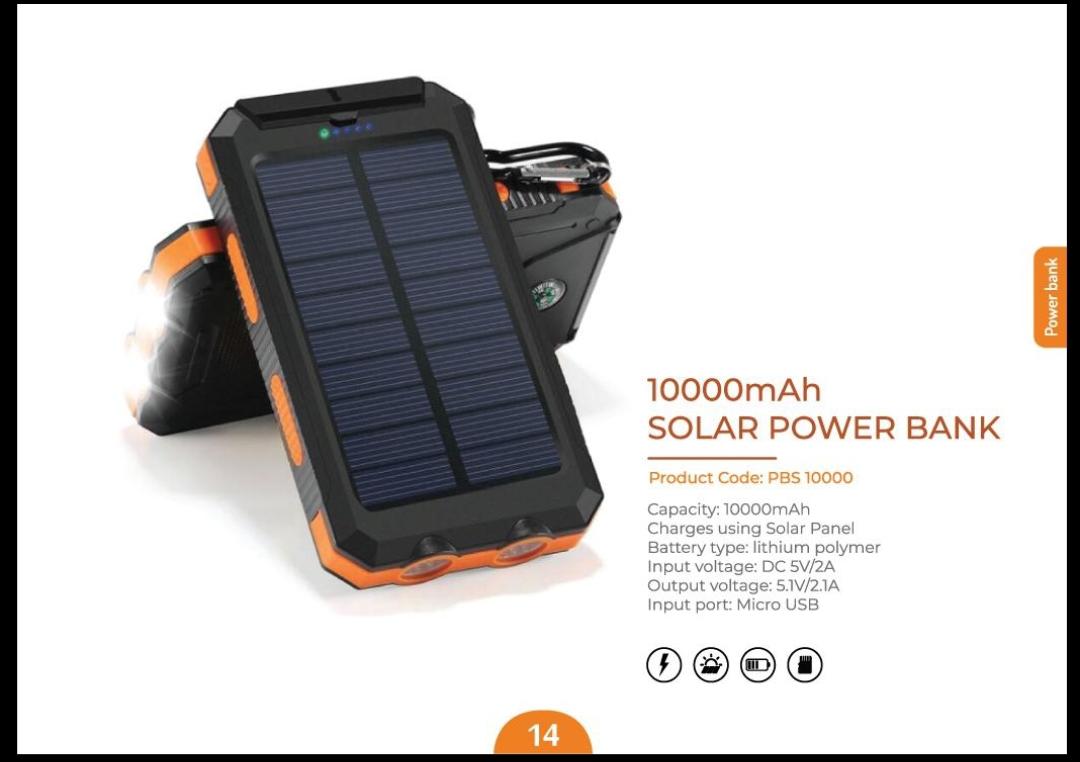 Power bank
10000mAh
SOLAR POWER BANK
Product Code: PBS 10000
Capacity: 10000mAh
Charges using Solar Panel
Battery type: lithium polymer
Input voltage: DC 5V/2A
Output voltage: 5.1V/2.1A
Input port: Micro USB
14